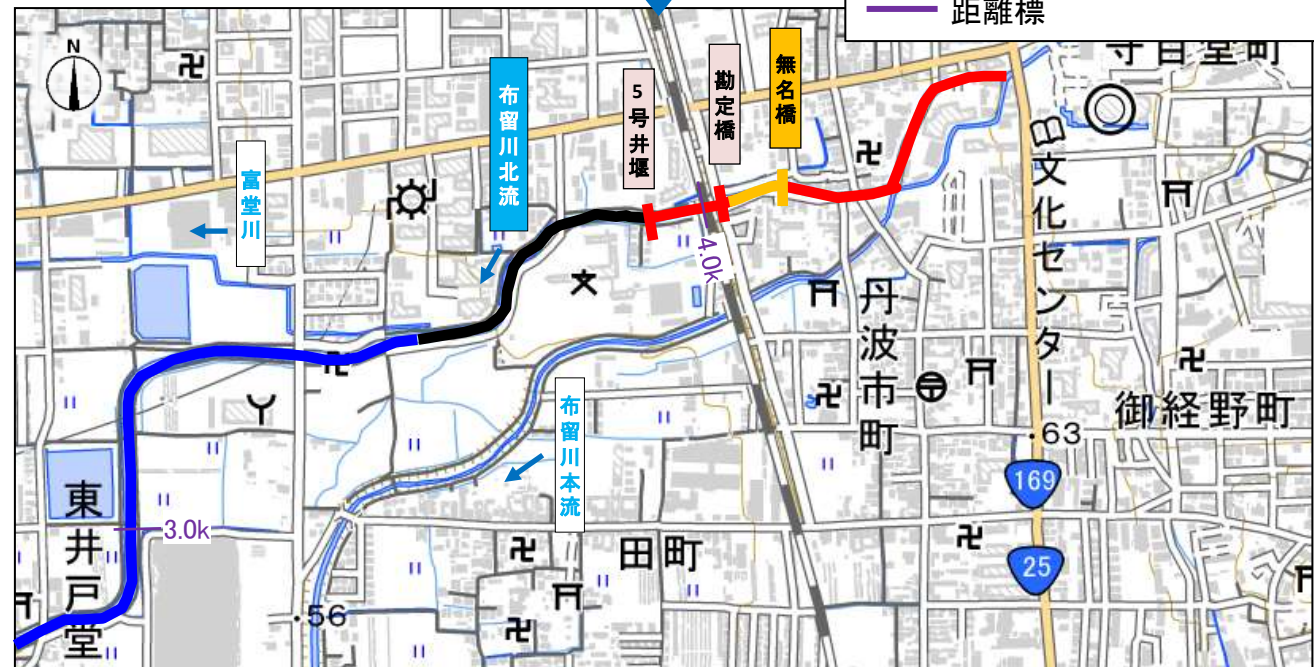 距離標
守目堂町
N
無名橋
勘定橋
5号井堰
布留川北流
富堂川
文化センター
4.0k
丹波市町
御経野町
63
布留川本流
169
東井戸堂
3.0k
田町
25
56